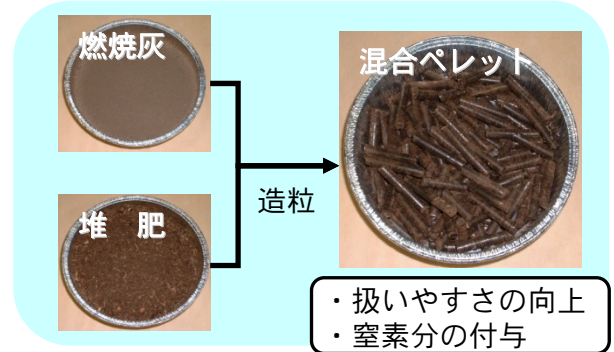 燃焼灰
堆　肥
造粒
混合ペレット
・扱いやすさの向上
・窒素分の付与